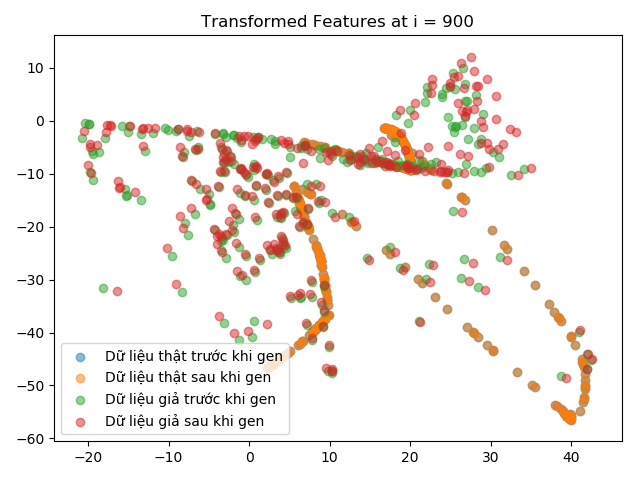 Transformed Features at i = 900
10
0
−10
−20
−30
−40
−50
−60
Dữ liệu thật trước khi gen
Dữ liệu thật sau khi gen
Dữ liệu giả trước khi gen
Dữ liệu giả sau khi gen
−20 −10 0 10 20 30 40